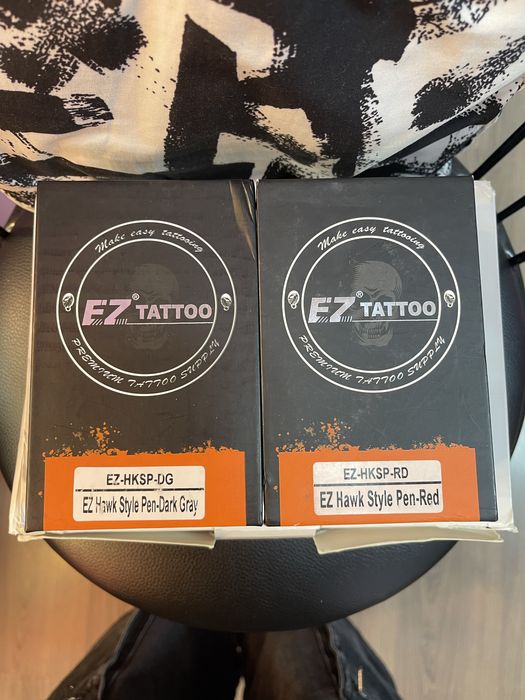 Make easy tattooing
EZ® TATTOO
PREMIUM TATTOO SUPPLY
EZ-HKSP-DG
EZ Hawk Style Pen-Dark Gray
Make easy tattooing
EZ® TATTOO
PREMIUM TATTOO SUPPLY
EZ-HKSP-RD
EZ Hawk Style Pen-Red